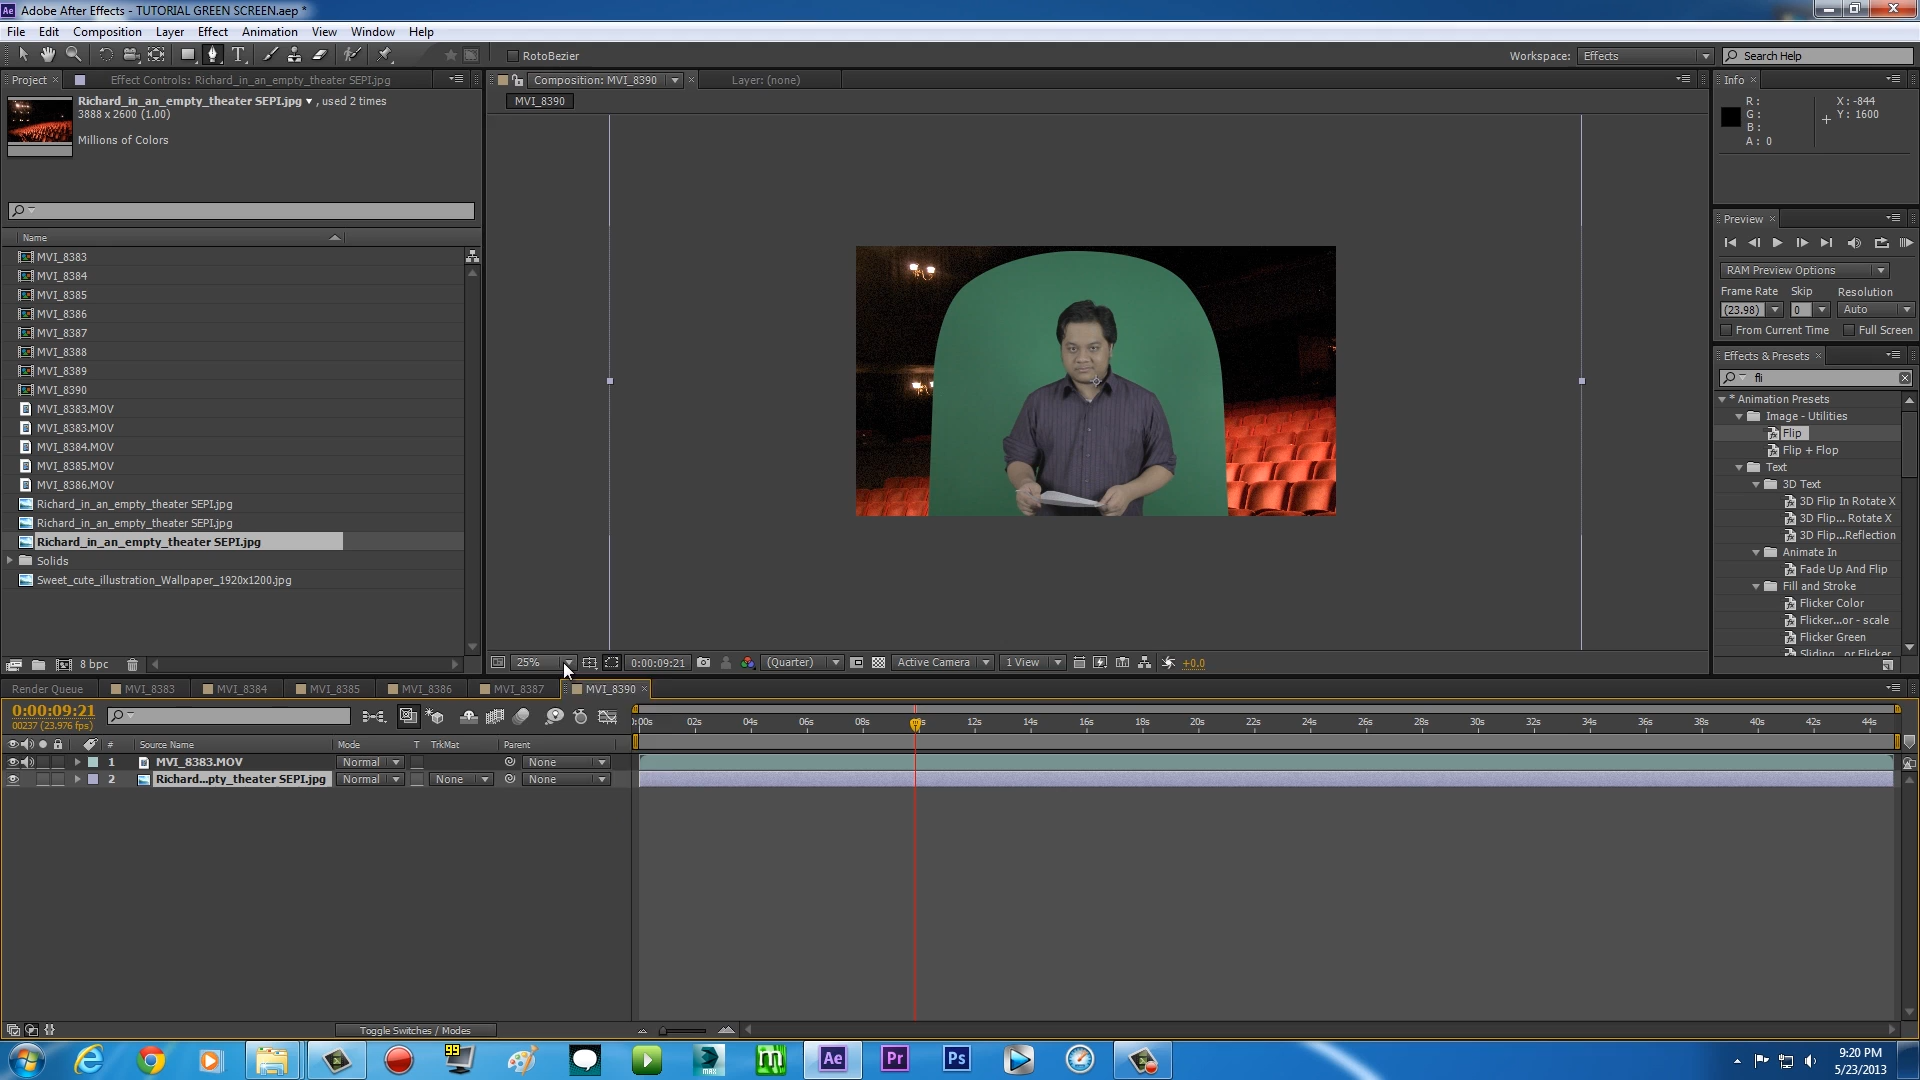 Ae Adobe After Effects - TUTORIAL GREEN SCREEN.aep *
File Edit Composition Layer Effect Animation View Window Help
RotoBezier
Workspace: Effects
Search Help
Project
Effect Controls: Richard_in_an_empty_theater SEPI.jpg
Richard_in_an_empty_theater SEPI.jpg , used 2 times
3888 x 2600 (1.00)
Millions of Colors
Name
MVI_8383
MVI_8384
MVI_8385
MVI_8386
MVI_8387
MVI_8388
MVI_8389
MVI_8390
MVI_8383.MOV
MVI_8383.MOV
MVI_8384.MOV
MVI_8385.MOV
MVI_8386.MOV
Richard_in_an_empty_theater SEPI.jpg
Richard_in_an_empty_theater SEPI.jpg
Richard_in_an_empty_theater SEPI.jpg
Solids
Sweet_cute_illustration_Wallpaper_1920x1200.jpg
8 bpc
Composition: MVI_8390
Layer: (none)
MVI_8390
25%
0:00:09:21
(Quarter)
Active Camera
1 View
+0.0
Info
R:
G:
B:
A: 0
X: -844
Y: 1600
Preview
RAM Preview Options
Frame Rate Skip Resolution
(23.98) 0 Auto
From Current Time Full Screen
Effects & Presets
fli
* Animation Presets
Image - Utilities
Flip
Flip + Flop
Text
3D Text
3D Flip In Rotate X
3D Flip... Rotate X
3D Flip...Reflection
Animate In
Fade Up And Flip
Fill and Stroke
Flicker Color
Flicker...or - scale
Flicker Green
Sliding...or Flicker
Render Queue MVI_8383 MVI_8384 MVI_8385 MVI_8386 MVI_8387 MVI_8390
0:00:09:21
00237 (23.976 fps)
:00s 02s 04s 06s 08s 12s 14s 16s 18s 20s 22s 24s 26s 28s 30s 32s 34s 36s 38s 40s 42s 44s
# Source Name Mode T TrkMat Parent
1 MVI_8383.MOV Normal None
2 Richard...pty_theater SEPI.jpg Normal None None
Toggle Switches / Modes
99
MAX
Ae
Pr
Ps
9:20 PM
5/23/2013